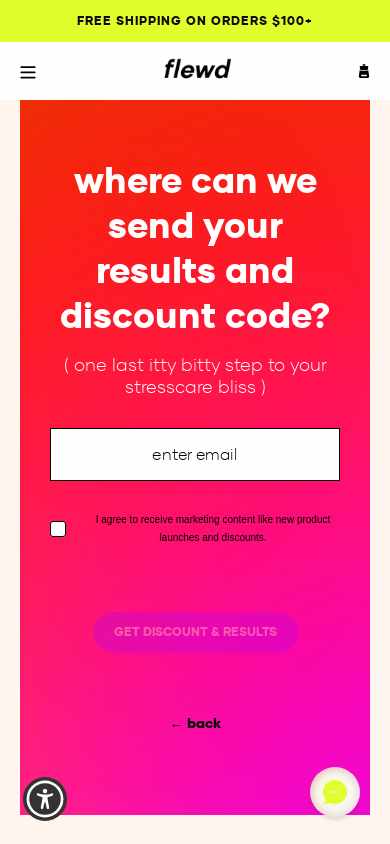 FREE SHIPPING ON ORDERS $100+
flewd
where can we
send your
results and
discount code?
( one last itty bitty step to your
stresscare bliss )
enter email
I agree to receive marketing content like new product
launches and discounts.
GET DISCOUNT & RESULTS
← back